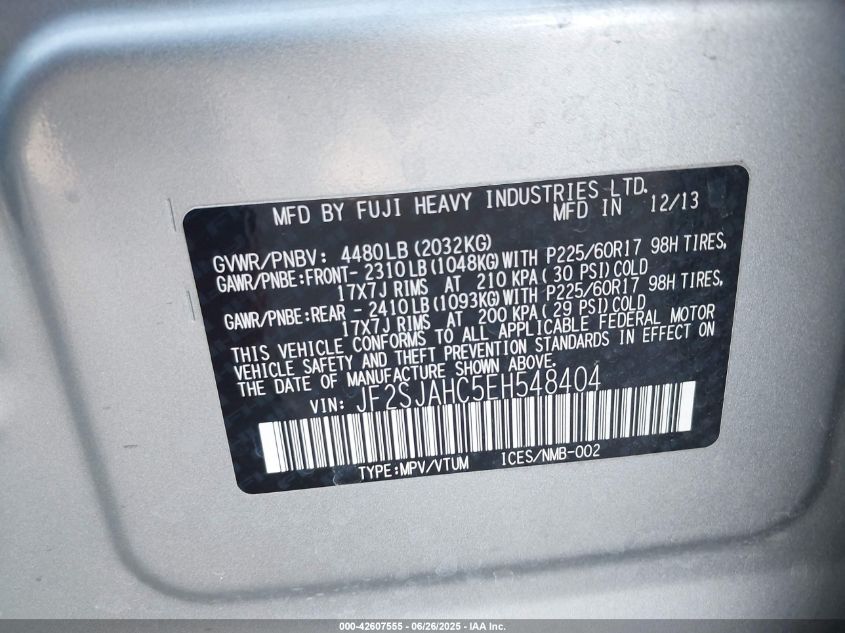 MFD BY FUJI HEAVY INDUSTRIES LTD.
MFD IN 12/13
GVWR/PNBV: 4480LB (2032KG)
GAWR/PNBE:FRONT- 2310LB (1048KG) WITH P225/60R17 98H TIRES,
17X7J RIMS AT 210 KPA ( 30 PSI) COLD
GAWR/PNBE:REAR - 2410LB (1093KG) WITH P225/60R17 98H TIRES,
17X7J RIMS AT 200 KPA ( 29 PSI) COLD
THIS VEHICLE CONFORMS TO ALL APPLICABLE FEDERAL MOTOR
VEHICLE SAFETY AND THEFT PREVENTION STANDARDS IN EFFECT ON
THE DATE OF MANUFACTURE SHOWN ABOVE.
VIN: JF2SJAHC5EH548404
TYPE:MPV/VTUM ICES/NMB-002
000-42607555 - 06/26/2025 - IAA Inc.